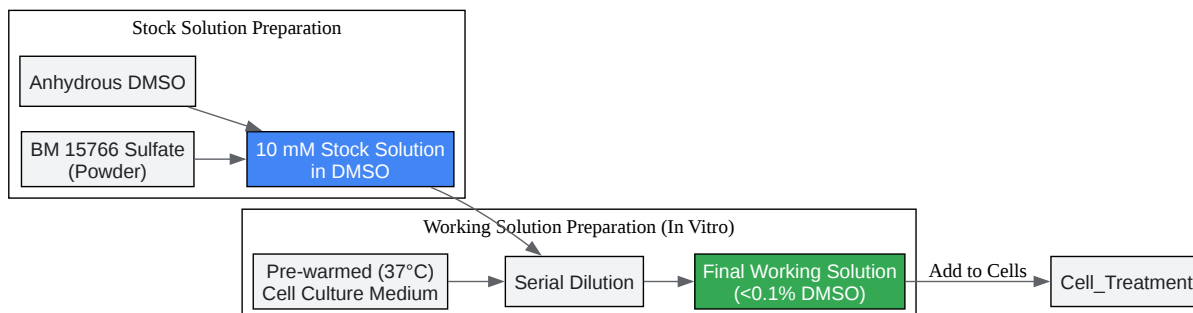 Stock Solution Preparation
Anhydrous DMSO
BM 15766 Sulfate
(Powder)
10 mM Stock Solution
in DMSO
Working Solution Preparation (In Vitro)
Pre-warmed (37°C)
Cell Culture Medium
Serial Dilution
Final Working Solution
(<0.1% DMSO)
Add to Cells
Cell_Treatment